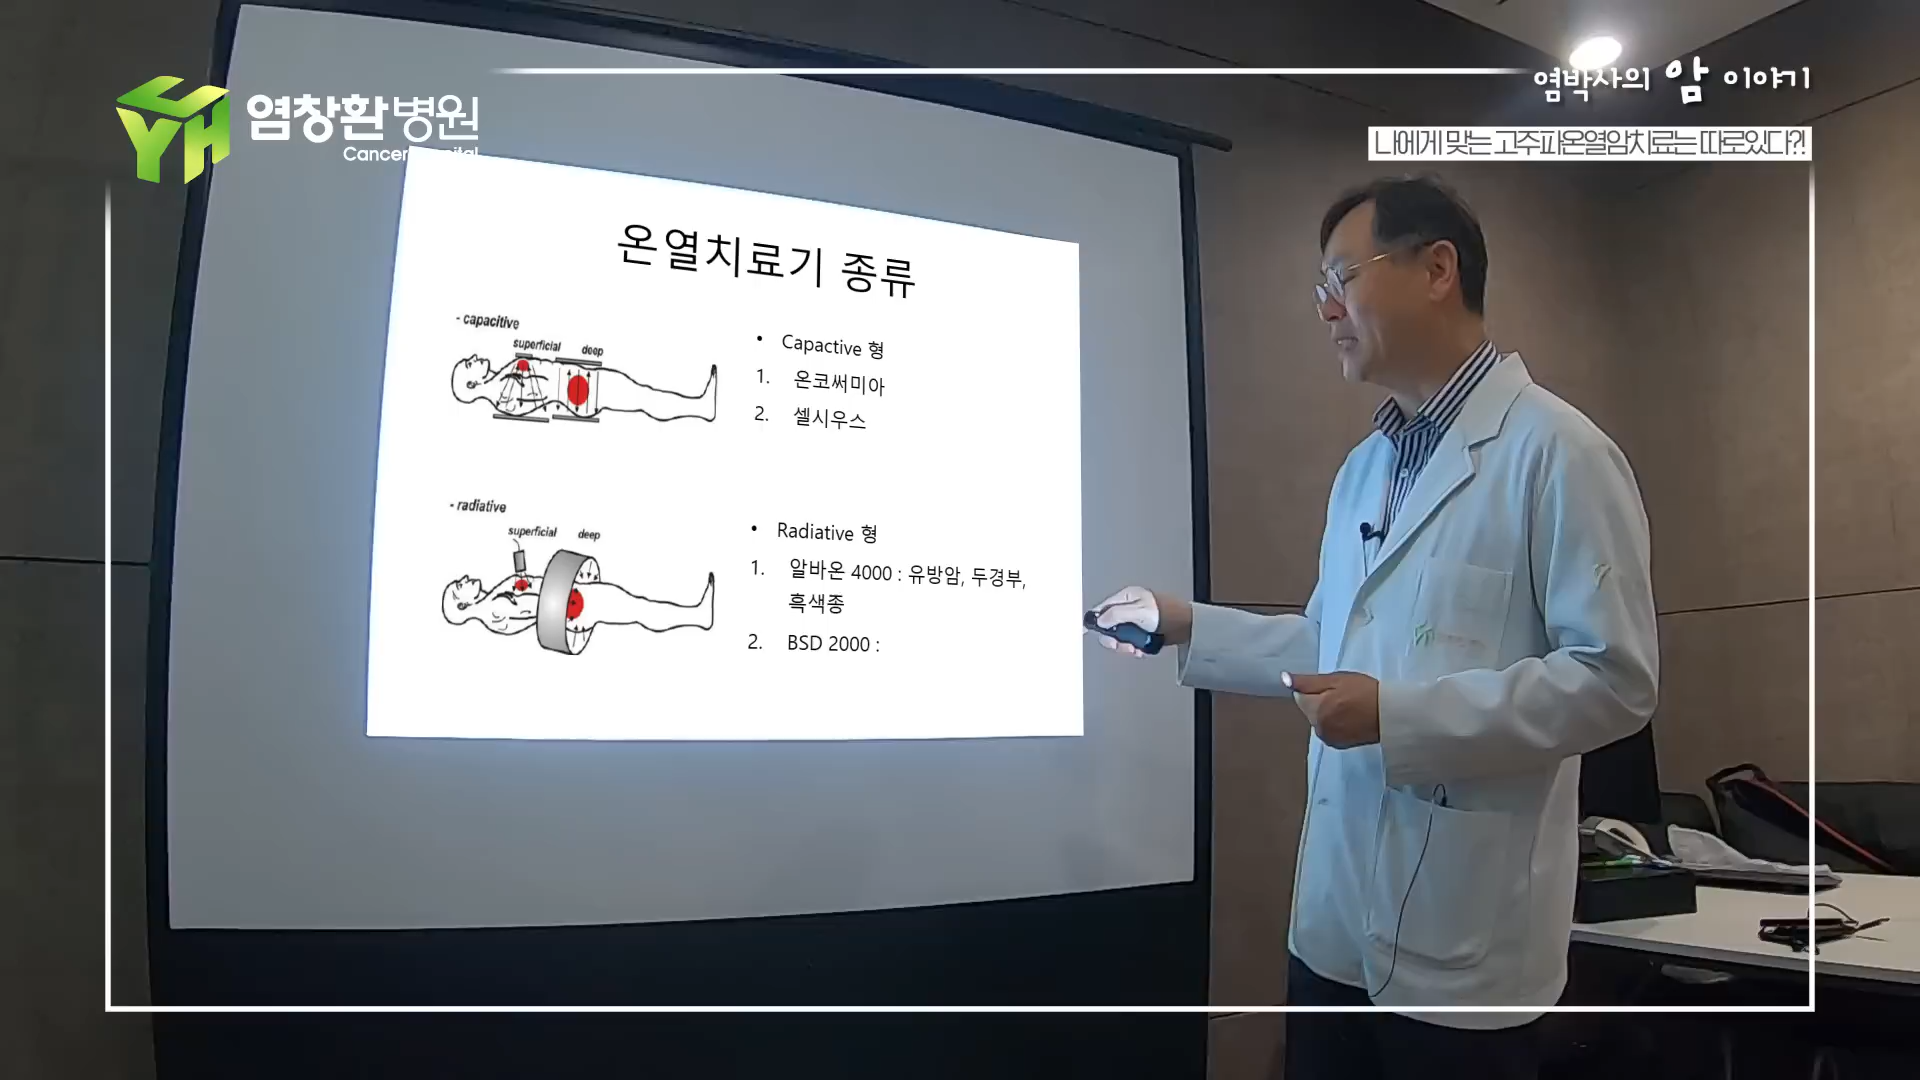 염창환병원
Cancer
염박사의 암 이야기
나에게 맞는 고주파온열암치료는 따로있다?!
온열치료기 종류
- capacitive
superficial deep
• Capactive 형
1. 온코써미아
2. 셀시우스
- radiative
superficial deep
• Radiative 형
1. 알바온 4000 : 유방암, 두경부,
흑색종
2. BSD 2000 :